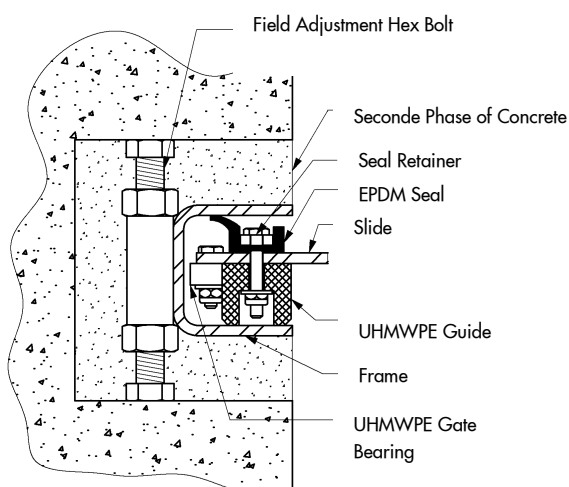 Field Adjustment Hex Bolt
Seconde Phase of Concrete
Seal Retainer
EPDM Seal
Slide
UHMWPE Guide
Frame
UHMWPE Gate
Bearing